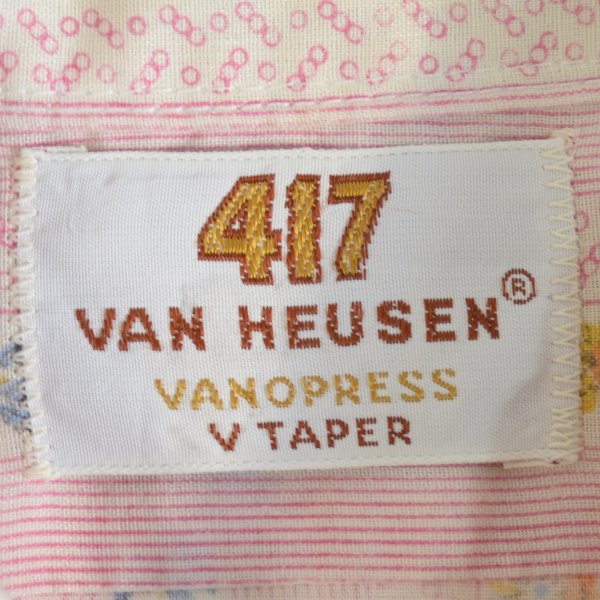 417
VAN HEUSEN®
VANOPRESS
V TAPER